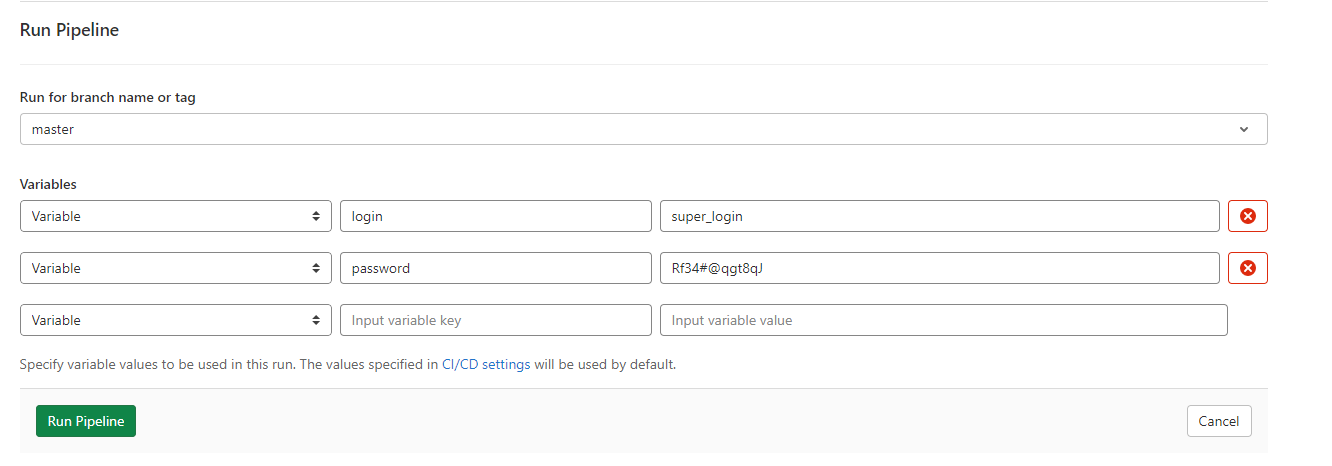 Run Pipeline
Run for branch name or tag
master
Variables
Variable login super_login
Variable password Rf34#@qgt8qJ
Variable Input variable key Input variable value
Specify variable values to be used in this run. The values specified in CI/CD settings will be used by default.
Run Pipeline Cancel